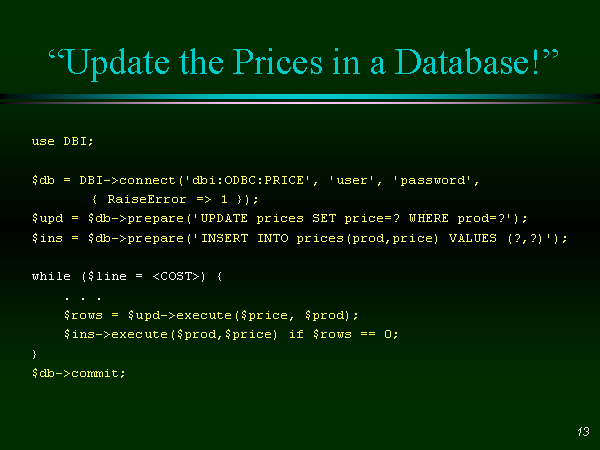 “Update the Prices in a Database!”
use DBI;
$db = DBI->connect('dbi:ODBC:PRICE', 'user', 'password',
{ RaiseError => 1 });
$upd = $db->prepare('UPDATE prices SET price=? WHERE prod=?');
$ins = $db->prepare('INSERT INTO prices(prod,price) VALUES (?,?)');
while ($line = <COST>) {
. . .
$rows = $upd->execute($price, $prod);
$ins->execute($prod,$price) if $rows == 0;
}
$db->commit;
13